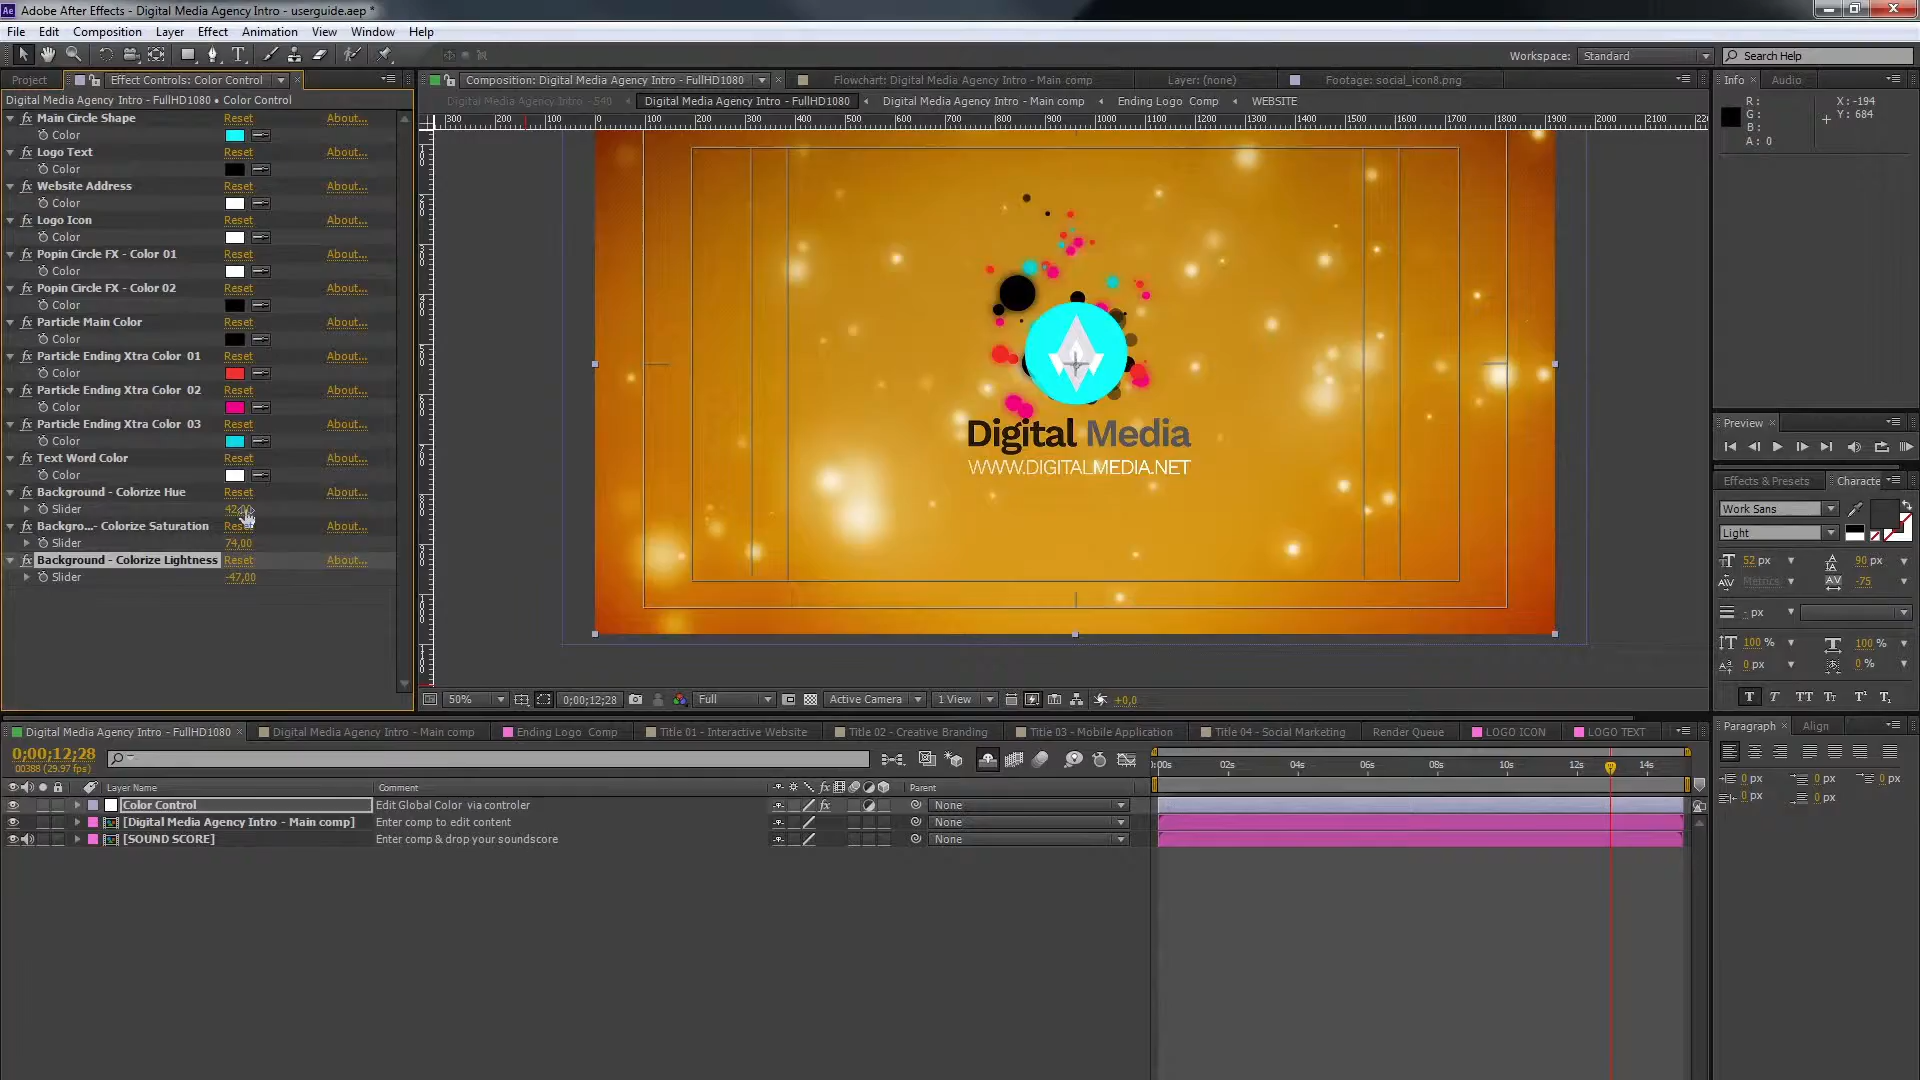 Adobe After Effects - Digital Media Agency Intro - userguide.aep *
File Edit Composition Layer Effect Animation View Window Help
Workspace: Standard Search Help
Project Effect Controls: Color Control
Digital Media Agency Intro - FullHD1080 • Color Control
Main Circle Shape Reset About...
Color
Logo Text Reset About...
Color
Website Address Reset About...
Color
Logo Icon Reset About...
Color
Popin Circle FX - Color 01 Reset About...
Color
Popin Circle FX - Color 02 Reset About...
Color
Particle Main Color Reset About...
Color
Particle Ending Xtra Color 01 Reset About...
Color
Particle Ending Xtra Color 02 Reset About...
Color
Particle Ending Xtra Color 03 Reset About...
Color
Text Word Color Reset About...
Color
Background - Colorize Hue Reset About...
Slider
Backgro...- Colorize Saturation About...
Slider 74,00
Background - Colorize Lightness Reset About...
Slider -47,00
Composition: Digital Media Agency Intro - FullHD1080 Flowchart: Digital Media Agency Intro - Main comp Layer: (none) Footage: social_icon8.png
Digital Media Agency Intro - 540 Digital Media Agency Intro - FullHD1080 Digital Media Agency Intro - Main comp Ending Logo Comp WEBSITE
300 200 100 0 100 200 300 400 500 600 700 800 900 1000 1100 1200 1300 1400 1500 1600 1700 1800 1900 2000 2100
Digital Media
WWW.DIGITALMEDIA.NET
50% 0;00;12;28 Full Active Camera 1 View +0,0
Info Audio
R: X: -194
G: Y: 684
B:
A: 0
Preview
Effects & Presets Characte
Work Sans
Light
52 px 90 px
Metrics -75
- px
100 % 100 %
0 px 0 %
T T TT Tt T¹ T₁
Paragraph Align
0 px 0 px 0 px
0 px 0 px
Digital Media Agency Intro - FullHD1080 Digital Media Agency Intro - Main comp Ending Logo Comp Title 01 - Interactive Website Title 02 - Creative Branding Title 03 - Mobile Application Title 04 - Social Marketing Render Queue LOGO ICON LOGO TEXT
0;00;12;28
00388 (29.97 fps)
:00s 02s 04s 06s 08s 10s 12s 14s
Layer Name Comment Parent
Color Control Edit Global Color via controler None
[Digital Media Agency Intro - Main comp] Enter comp to edit content None
[SOUND SCORE] Enter comp & drop your soundscore None